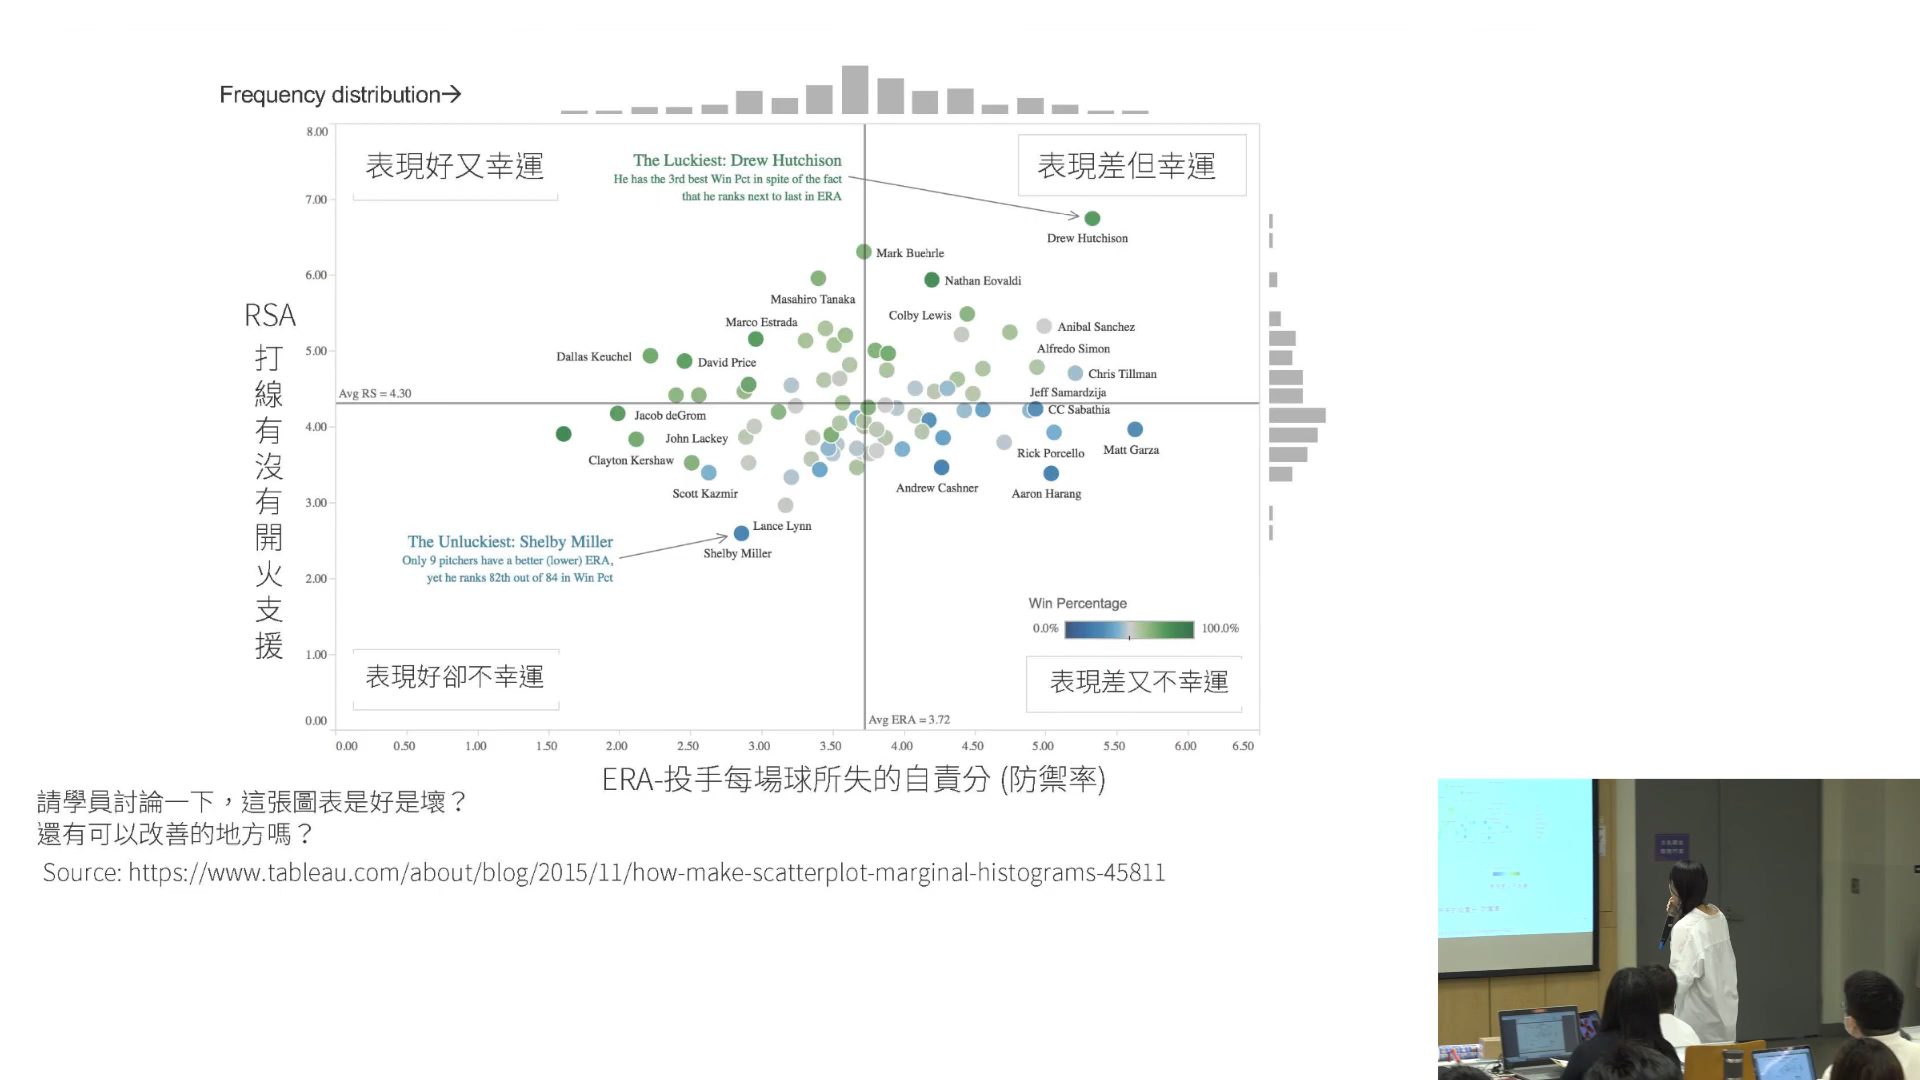 Frequency distribution→
8.00
7.00
6.00
5.00
4.00
3.00
2.00
1.00
0.00
表現好又幸運
The Luckiest: Drew Hutchison
He has the 3rd best Win Pct in spite of the fact
that he ranks next to last in ERA
表現差但幸運
Drew Hutchison
Mark Buehrle
Nathan Eovaldi
Masahiro Tanaka
Colby Lewis
Marco Estrada
Anibal Sanchez
Alfredo Simon
Dallas Keuchel
David Price
Chris Tillman
Avg RS = 4.30
Jeff Samardzija
CC Sabathia
Jacob deGrom
John Lackey
Matt Garza
Rick Porcello
Clayton Kershaw
Andrew Cashner
Aaron Harang
Scott Kazmir
Lance Lynn
Shelby Miller
The Unluckiest: Shelby Miller
Only 9 pitchers have a better (lower) ERA,
yet he ranks 82th out of 84 in Win Pct
Win Percentage
0.0%
100.0%
表現好卻不幸運
表現差又不幸運
Avg ERA = 3.72
RSA
打線有沒有開火支援
0.00 0.50 1.00 1.50 2.00 2.50 3.00 3.50 4.00 4.50 5.00 5.50 6.00 6.50
ERA-投手每場球所失的自責分 (防禦率)
請學員討論一下，這張圖表是好是壞？
還有可以改善的地方嗎？
Source: https://www.tableau.com/about/blog/2015/11/how-make-scatterplot-marginal-histograms-45811